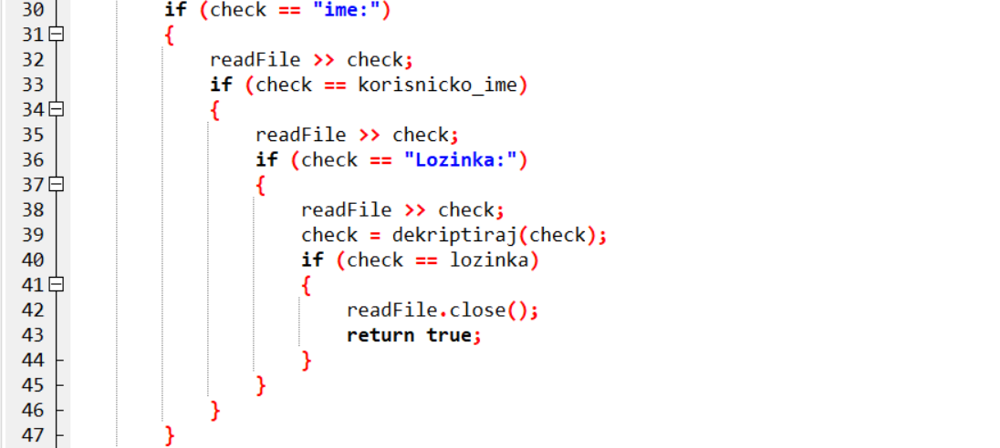 30 if (check == "ime:")
31 {
32 readFile >> check;
33 if (check == korisnicko_ime)
34 {
35 readFile >> check;
36 if (check == "Lozinka:")
37 {
38 readFile >> check;
39 check = dekriptiraj(check);
40 if (check == lozinka)
41 {
42 readFile.close();
43 return true;
44 }
45 }
46 }
47 }